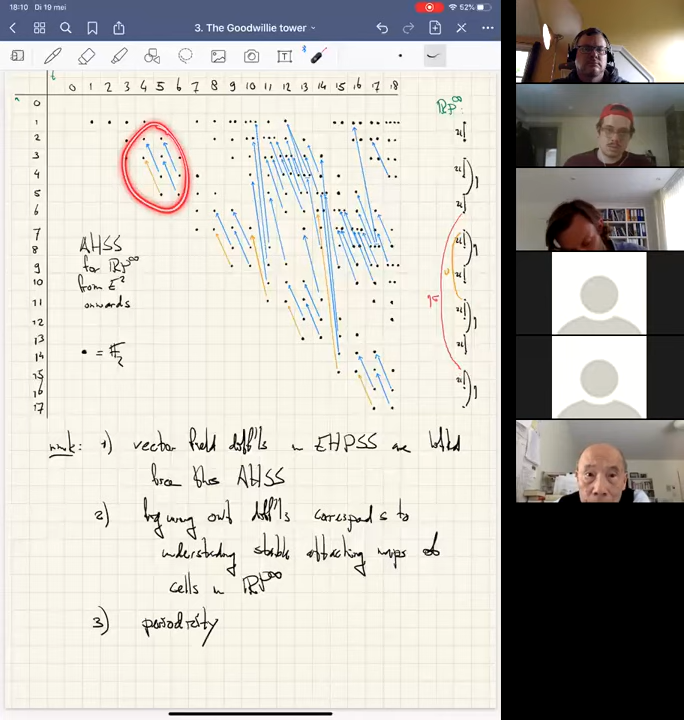 18:10 Di 19 mei 52%
3. The Goodwillie tower
t
0 1 2 3 4 5 6 7 8 9 10 11 12 13 14 15 16 17 18
n
0
1
2
3
4
5
6
7
8
9
10
11
12
13
14
15
16
17
RP^∞
AHSS
for RP^∞
from E²
onwards
• = F₂
1) vector field diff'ls in EHPSS are lifted
from this AHSS
2) figuring out diff'ls corresponds to
understanding stable attaching maps of
cells in RP^∞
3) periodicity